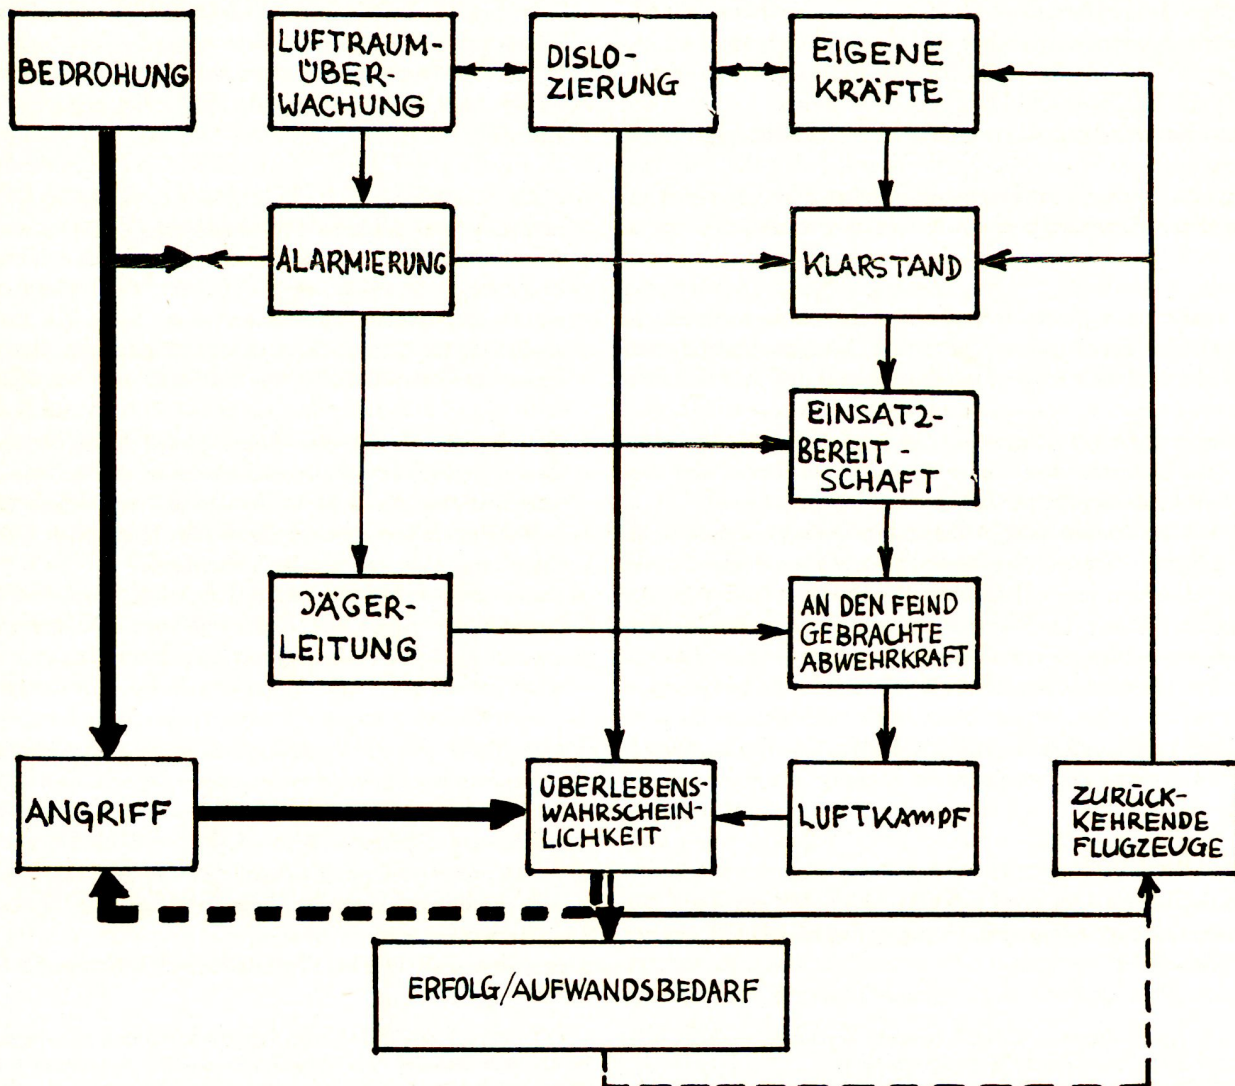 BEDROHUNG
LUFTRAUM-
ÜBER-
WACHUNG
DISLO-
ZIERUNG
EIGENE
KRÄFTE
ALARMIERUNG
KLARSTAND
EINSATZ-
BEREIT-
SCHAFT
JÄGER-
LEITUNG
AN DEN FEIND
GEBRACHTE
ABWEHRKRAFT
ANGRIFF
ÜBERLEBENS-
WAHRSCHEIN-
LICHKEIT
LUFTKAMPF
ZURÜCK-
KEHRENDE
FLUGZEUGE
ERFOLG/AUFWANDSBEDARF